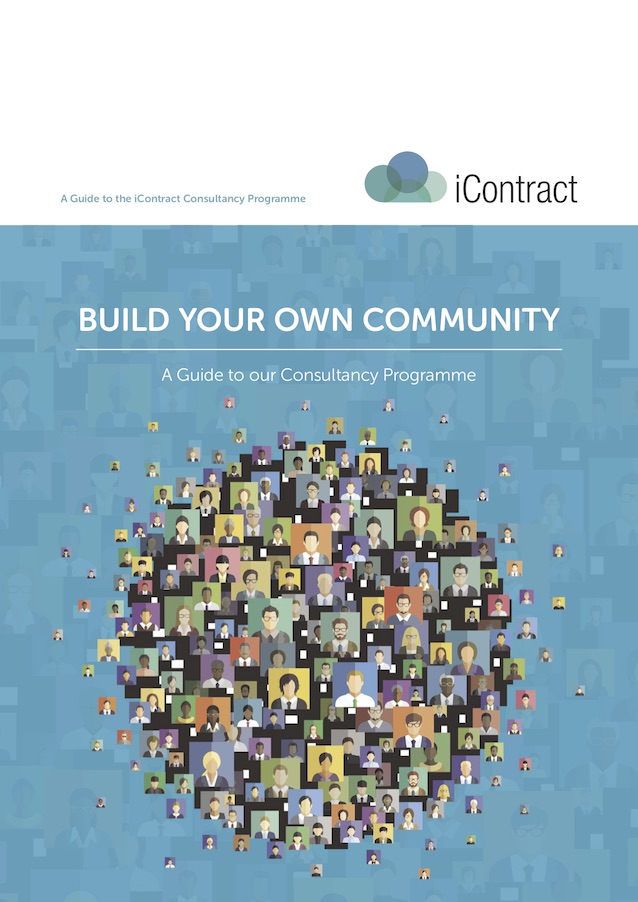 A Guide to the iContract Consultancy Programme
iContract
BUILD YOUR OWN COMMUNITY
A Guide to our Consultancy Programme